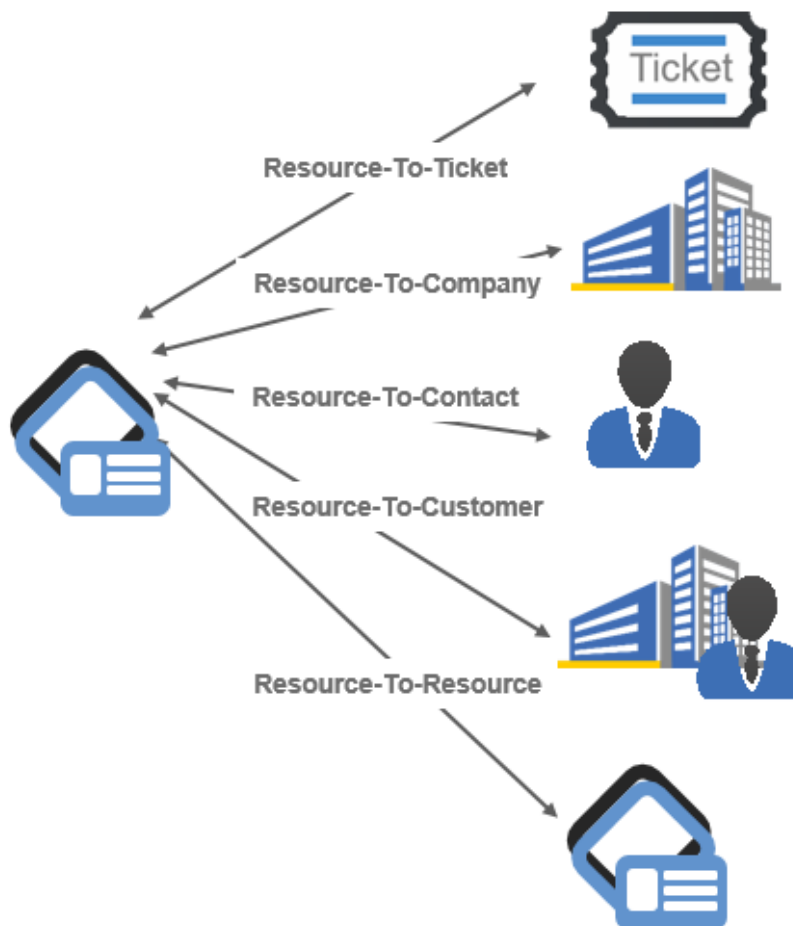 Ticket
Resource-To-Ticket
Resource-To-Company
Resource-To-Contact
Resource-To-Customer
Resource-To-Resource